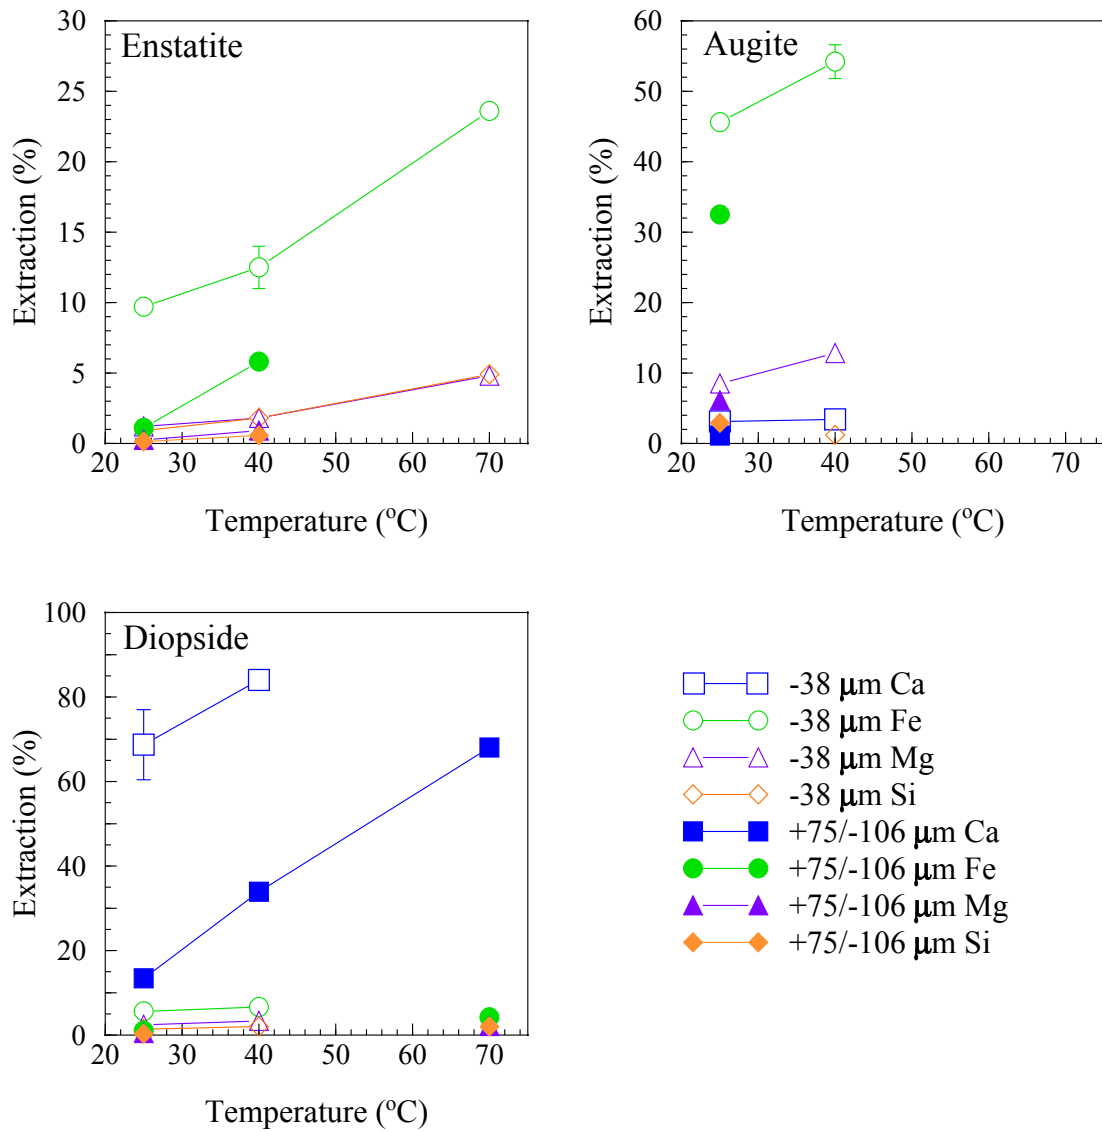 Enstatite
Extraction (%)
30
25
20
15
10
5
0
20 30 40 50 60 70
Temperature (ºC)
Augite
Extraction (%)
60
50
40
30
20
10
0
20 30 40 50 60 70
Temperature (ºC)
Diopside
Extraction (%)
100
80
60
40
20
0
20 30 40 50 60 70
Temperature (ºC)
-38 μm Ca
-38 μm Fe
-38 μm Mg
-38 μm Si
+75/-106 μm Ca
+75/-106 μm Fe
+75/-106 μm Mg
+75/-106 μm Si